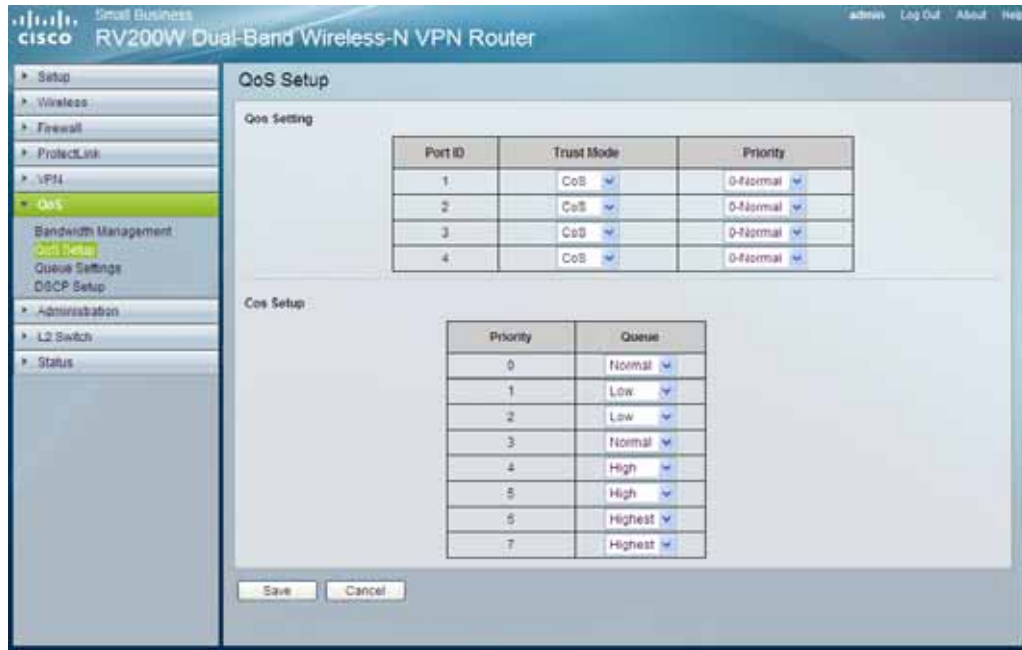 Small Business
cisco RV200W Dual-Band Wireless-N VPN Router
admin Log Out About Help
Setup
Wireless
Firewall
ProtectLink
VPN
QoS
Bandwidth Management
QoS Setup
Queue Settings
DSCP Setup
Administration
L2 Switch
Status
QoS Setup
Qos Setting
Port ID Trust Mode Priority
1 CoS 0-Normal
2 CoS 0-Normal
3 CoS 0-Normal
4 CoS 0-Normal
Cos Setup
Priority Queue
0 Normal
1 Low
2 Low
3 Normal
4 High
5 High
6 Highest
7 Highest
Save Cancel